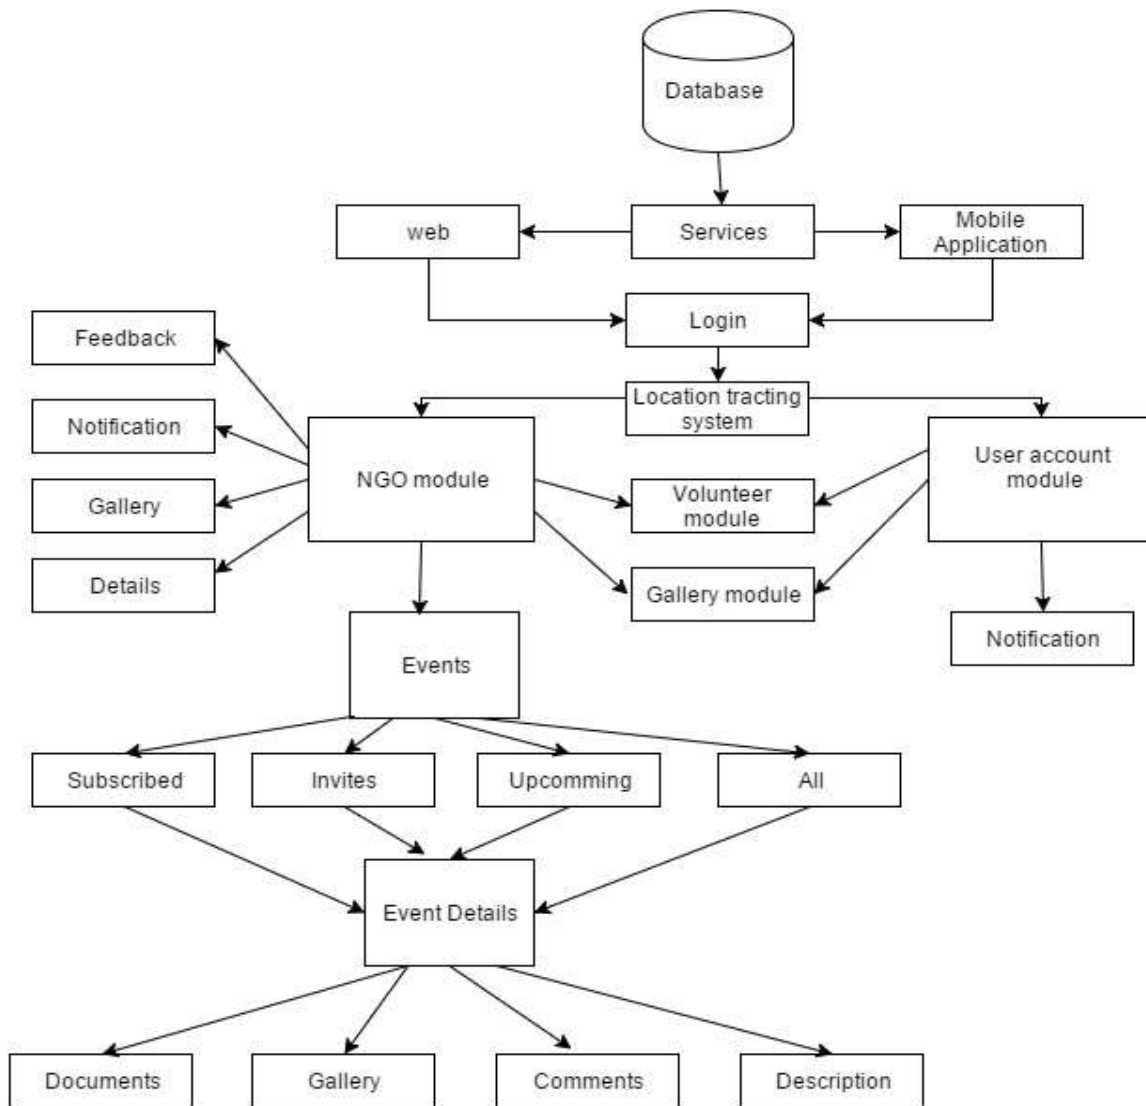 Database
web
Services
Mobile
Application
Login
Feedback
Location tracting
system
Notification
NGO module
User account
module
Gallery
Volunteer
module
Details
Gallery module
Notification
Events
Subscribed
Invites
Upcomming
All
Event Details
Documents
Gallery
Comments
Description